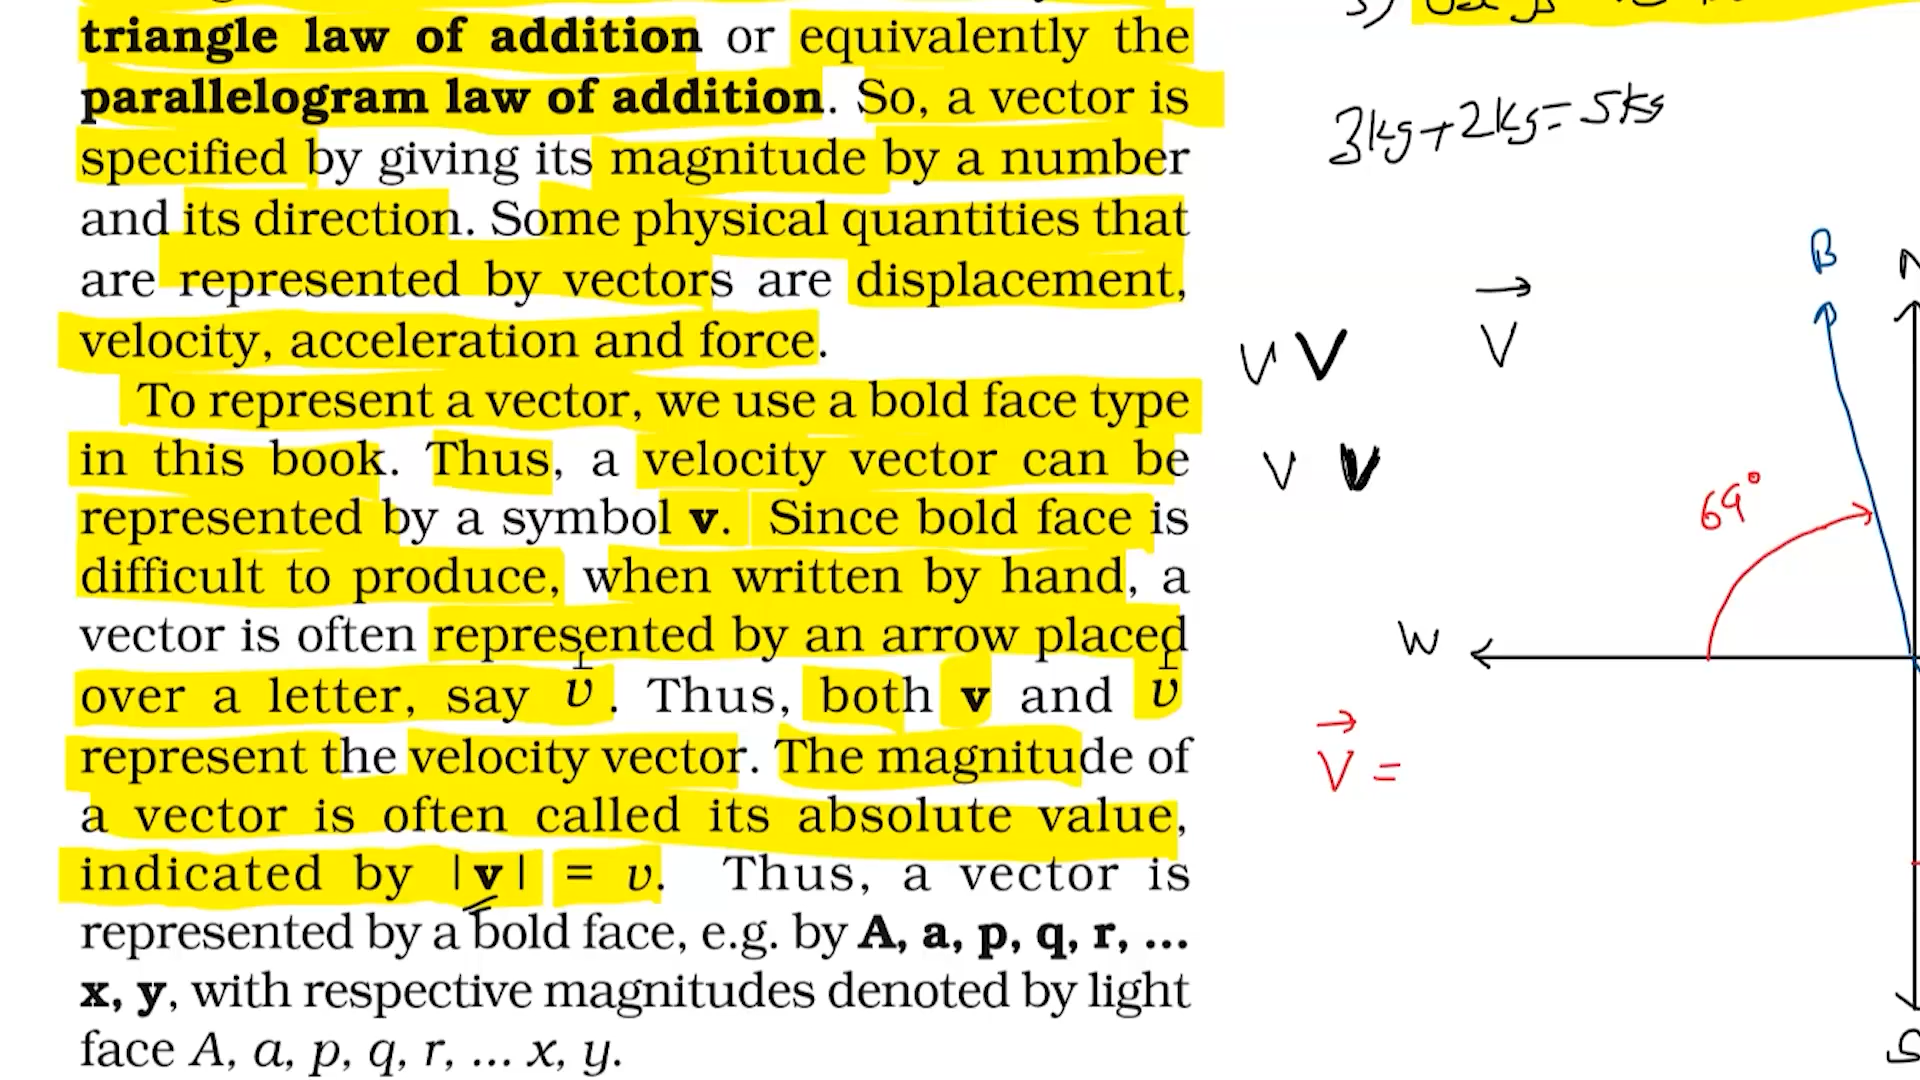 triangle law of addition or equivalently the
parallelogram law of addition. So, a vector is
specified by giving its magnitude by a number
and its direction. Some physical quantities that
are represented by vectors are displacement,
velocity, acceleration and force.
To represent a vector, we use a bold face type
in this book. Thus, a velocity vector can be
represented by a symbol v. Since bold face is
difficult to produce, when written by hand, a
vector is often represented by an arrow placed
over a letter, say υ. Thus, both v and υ
represent the velocity vector. The magnitude of
a vector is often called its absolute value,
indicated by |v| = υ. Thus, a vector is
represented by a bold face, e.g. by A, a, p, q, r, ...
x, y, with respective magnitudes denoted by light
face A, a, p, q, r, ... x, y.
3kg+2kg=5kg
B
V V V⃗
V V
69°
W
V⃗ =
S